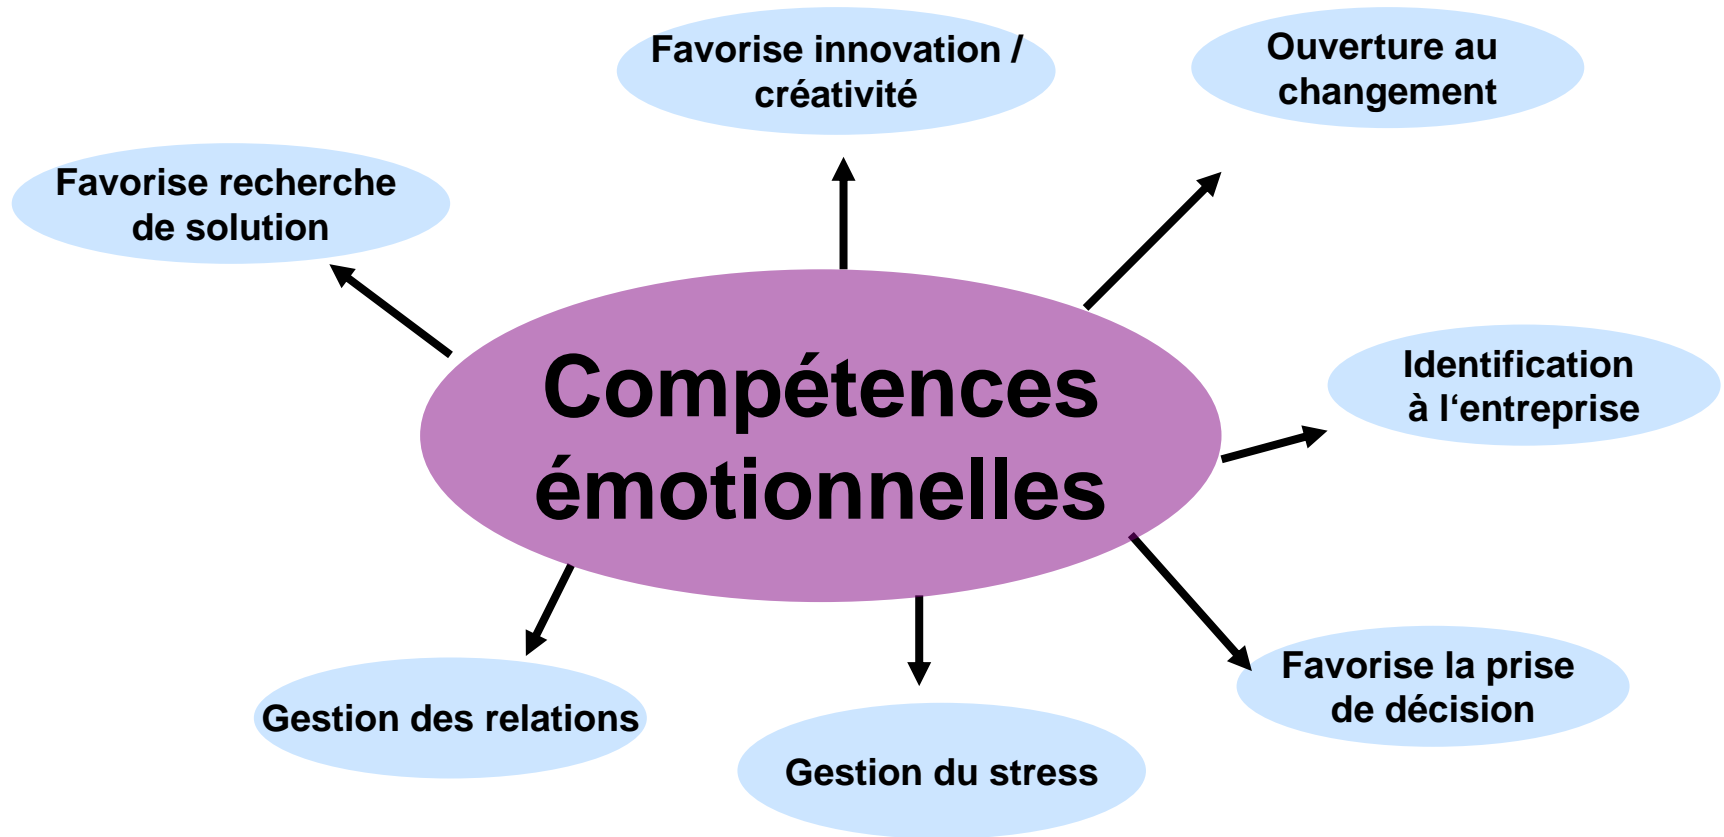 Favorise innovation /
créativité
Ouverture au
changement
Favorise recherche
de solution
Compétences
émotionnelles
Identification
à l‘entreprise
Favorise la prise
de décision
Gestion des relations
Gestion du stress